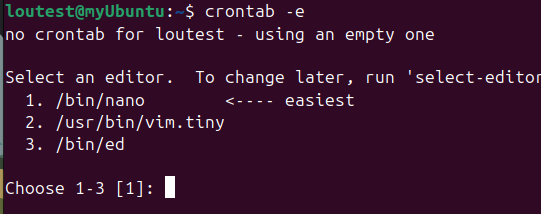 loutest@myUbuntu:~$ crontab -e
no crontab for loutest - using an empty one

Select an editor.  To change later, run 'select-editor
  1. /bin/nano        <---- easiest
  2. /usr/bin/vim.tiny
  3. /bin/ed

Choose 1-3 [1]: